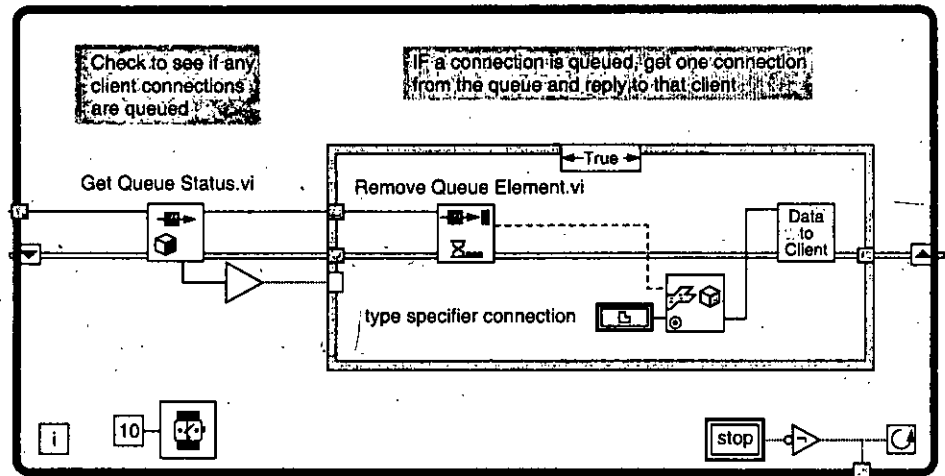 Check to see if any
client connections
are queued
IF a connection is queued, get one connection
from the queue and reply to that client
True
Get Queue Status.vi
Remove Queue Element.vi
Data
to
Client
type specifier connection
i
10
stop